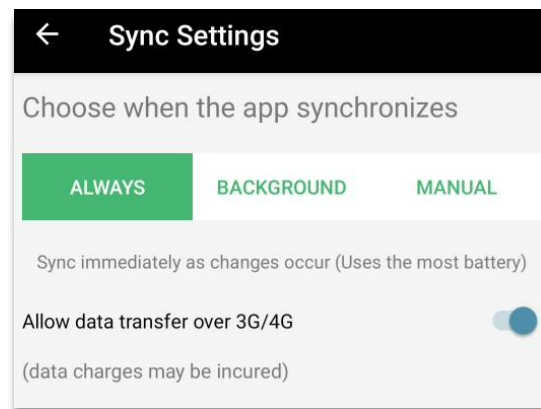 Sync Settings
Choose when the app synchronizes
ALWAYS BACKGROUND MANUAL
Sync immediately as changes occur (Uses the most battery)
Allow data transfer over 3G/4G
(data charges may be incured)